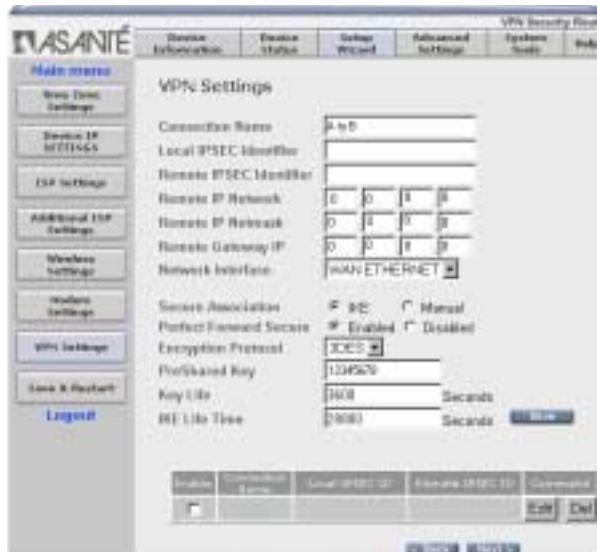 VPN Security Rout
ASANTÉ
Device Information
Device Status
Setup Wizard
Advanced Settings
System Tools
Help
Main menu
Time Zone Settings
Device IP SETTINGS
ISP Settings
Additional ISP Settings
Wireless Settings
Modem Settings
VPN Settings
Save & Restart
Logout
VPN Settings
Connection Name A to B
Local IPSEC Identifier
Remote IPSEC Identifier
Remote IP Network 0 0 0 0
Remote IP Netmask 0 0 0 0
Remote Gateway IP 0 0 0 0
Network Interface WAN ETHERNET
Secure Association IKE Manual
Perfect Forward Secure Enabled Disabled
Encryption Protocol 3DES
PreShared Key 12345678
Key Life 3600 Seconds
IKE Life Time 28800 Seconds
Enable Connection Name Local IPSEC ID Remote IPSEC ID Command
Edit Del
< Back Next >